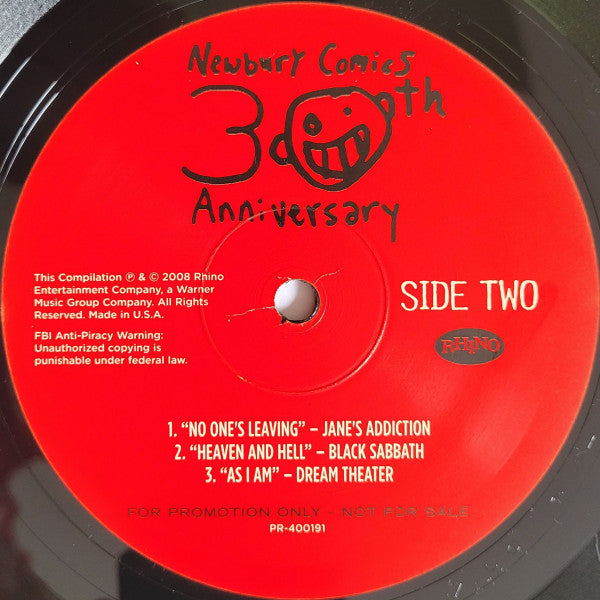 Newbury Comics
30th
Anniversary
This Compilation ℗ & © 2008 Rhino
Entertainment Company, a Warner
Music Group Company. All Rights
Reserved. Made in U.S.A.
FBI Anti-Piracy Warning:
Unauthorized copying is
punishable under federal law.
SIDE TWO
RHINO
1. “NO ONE'S LEAVING” – JANE'S ADDICTION
2. “HEAVEN AND HELL” – BLACK SABBATH
3. “AS I AM” – DREAM THEATER
FOR PROMOTION ONLY - NOT FOR SALE
PR-400191